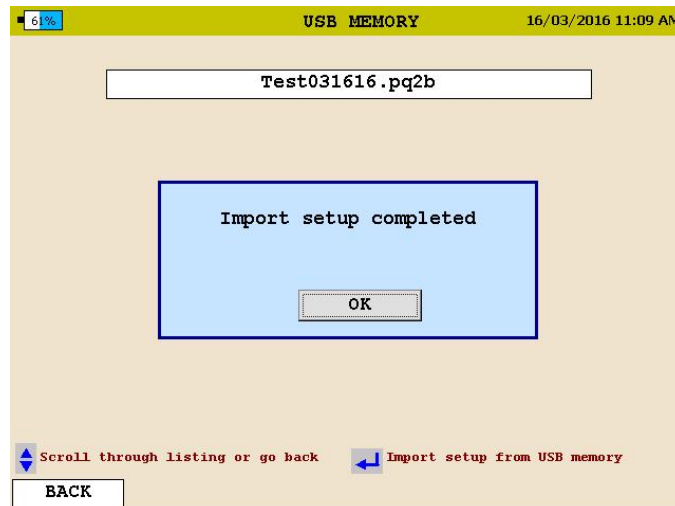 61% USB MEMORY 16/03/2016 11:09 AM
Test031616.pq2b
Import setup completed
OK
Scroll through listing or go back Import setup from USB memory
BACK